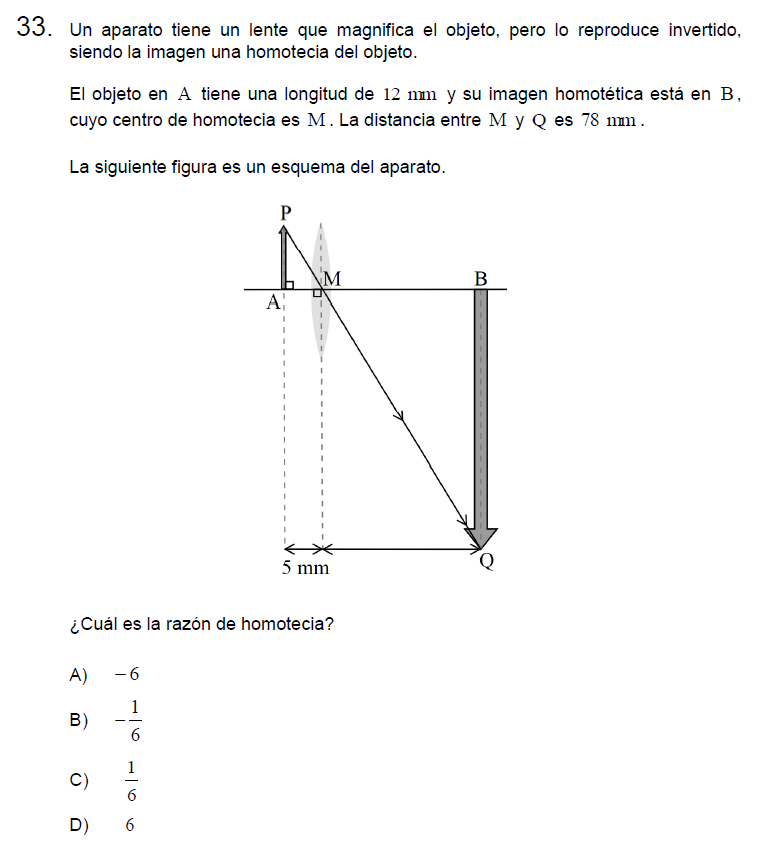 33. Un aparato tiene un lente que magnifica el objeto, pero lo reproduce invertido,
siendo la imagen una homotecia del objeto.
El objeto en A tiene una longitud de 12 mm y su imagen homotética está en B,
cuyo centro de homotecia es M. La distancia entre M y Q es 78 mm.
La siguiente figura es un esquema del aparato.
P
M
B
A
Q
5 mm
¿Cuál es la razón de homotecia?
A) −6
B) −1/6
C) 1/6
D) 6